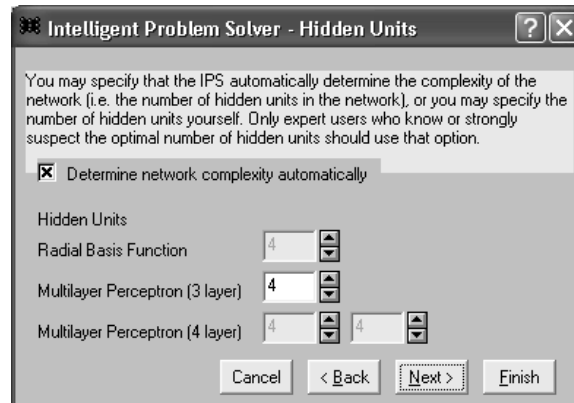 Intelligent Problem Solver - Hidden Units
You may specify that the IPS automatically determine the complexity of the
network (i.e. the number of hidden units in the network), or you may specify the
number of hidden units yourself. Only expert users who know or strongly
suspect the optimal number of hidden units should use that option.
Determine network complexity automatically
Hidden Units
Radial Basis Function 4
Multilayer Perceptron (3 layer) 4
Multilayer Perceptron (4 layer) 4 4
Cancel < Back Next > Finish